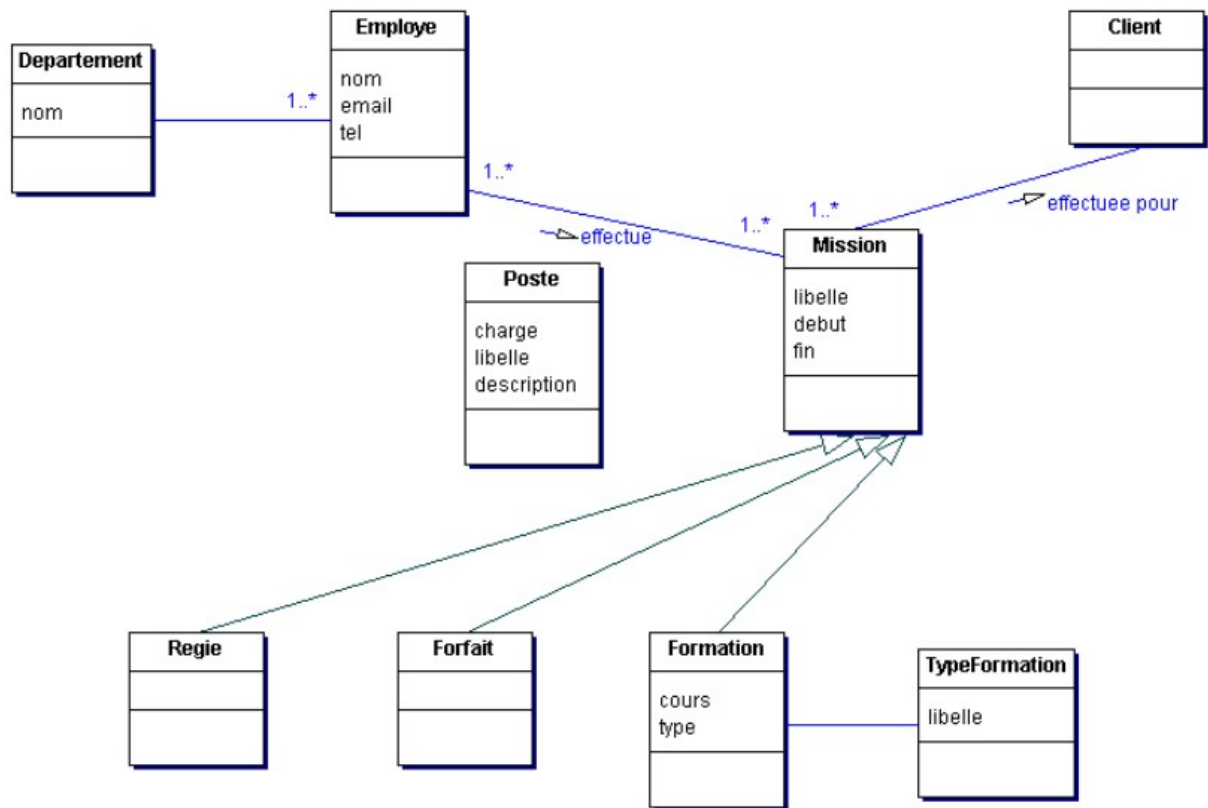 Departement
nom
1..*
Employe
nom
email
tel
1..*
effectue
1..*
Client
effectuee pour
1..*
Mission
libelle
debut
fin
Poste
charge
libelle
description
Regie
Forfait
Formation
cours
type
TypeFormation
libelle